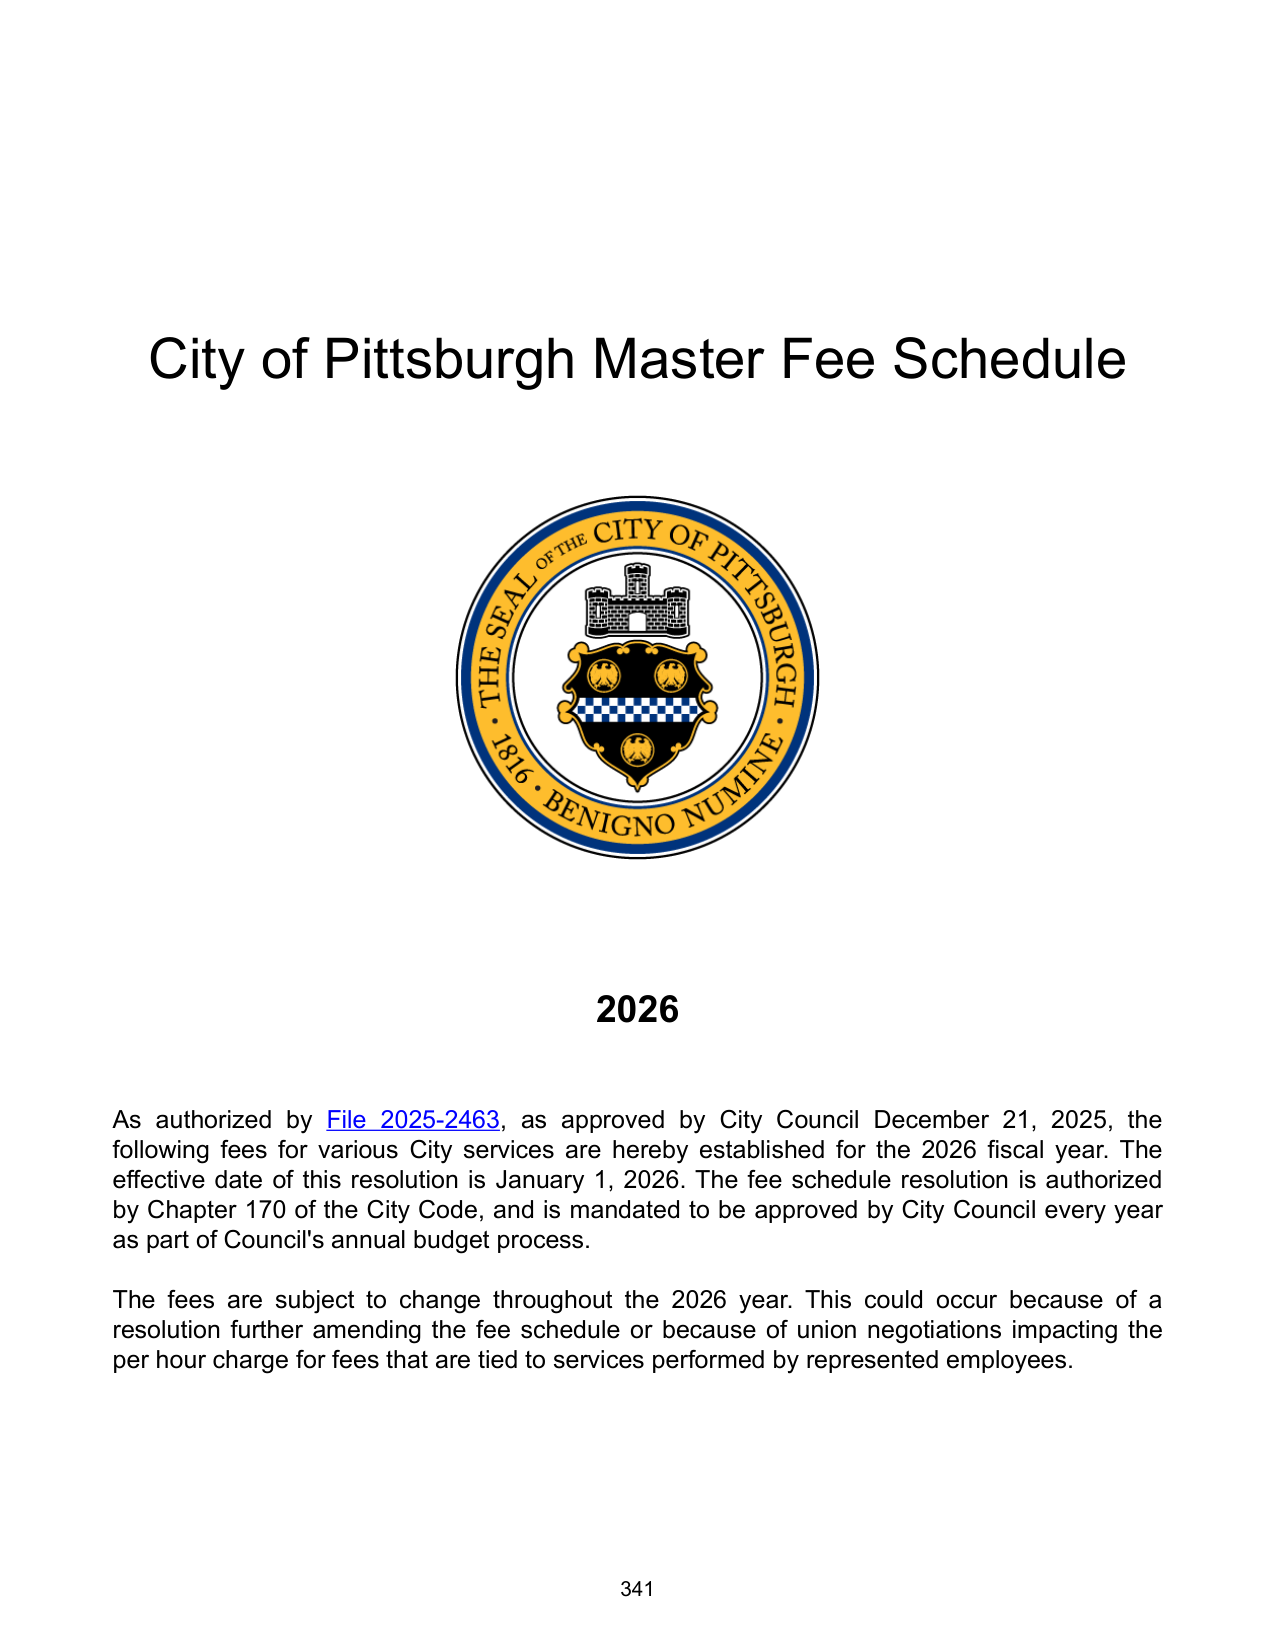 City of Pittsburgh Master Fee Schedule
· THE SEAL OF THE CITY OF PITTSBURGH ·
1816 · BENIGNO NUMINE
2026
As authorized by File 2025-2463, as approved by City Council December 21, 2025, the
following fees for various City services are hereby established for the 2026 fiscal year. The
effective date of this resolution is January 1, 2026. The fee schedule resolution is authorized
by Chapter 170 of the City Code, and is mandated to be approved by City Council every year
as part of Council's annual budget process.
The fees are subject to change throughout the 2026 year. This could occur because of a
resolution further amending the fee schedule or because of union negotiations impacting the
per hour charge for fees that are tied to services performed by represented employees.
341